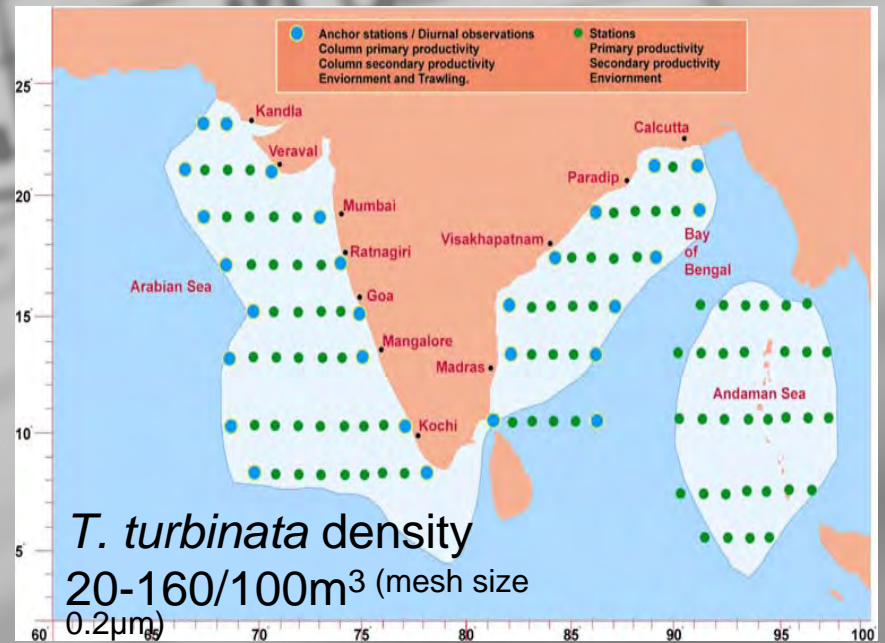 Anchor stations / Diurnal observations
Column primary productivity
Column secondary productivity
Enviornment and Trawling.
Stations
Primary productivity
Secondary productivity
Enviornment
25°
Kandla
Calcutta
Veraval
Paradip
20°
Mumbai
Visakhapatnam
Bay
of
Bengal
Ratnagiri
Arabian Sea
Goa
15°
Mangalore
Madras
Andaman Sea
Kochi
10°
T. turbinata density
5°
20-160/100m³ (mesh size
0.2µm)
60° 65 70° 75° 80° 85° 90° 95° 100°